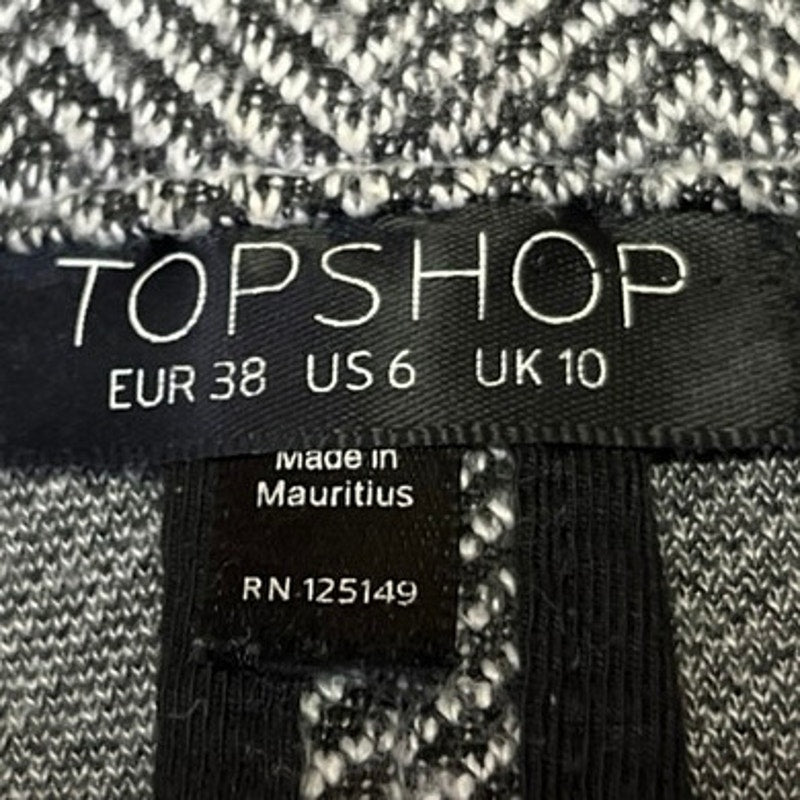 TOPSHOP
EUR 38 US 6 UK 10
Made in
Mauritius
RN 125149